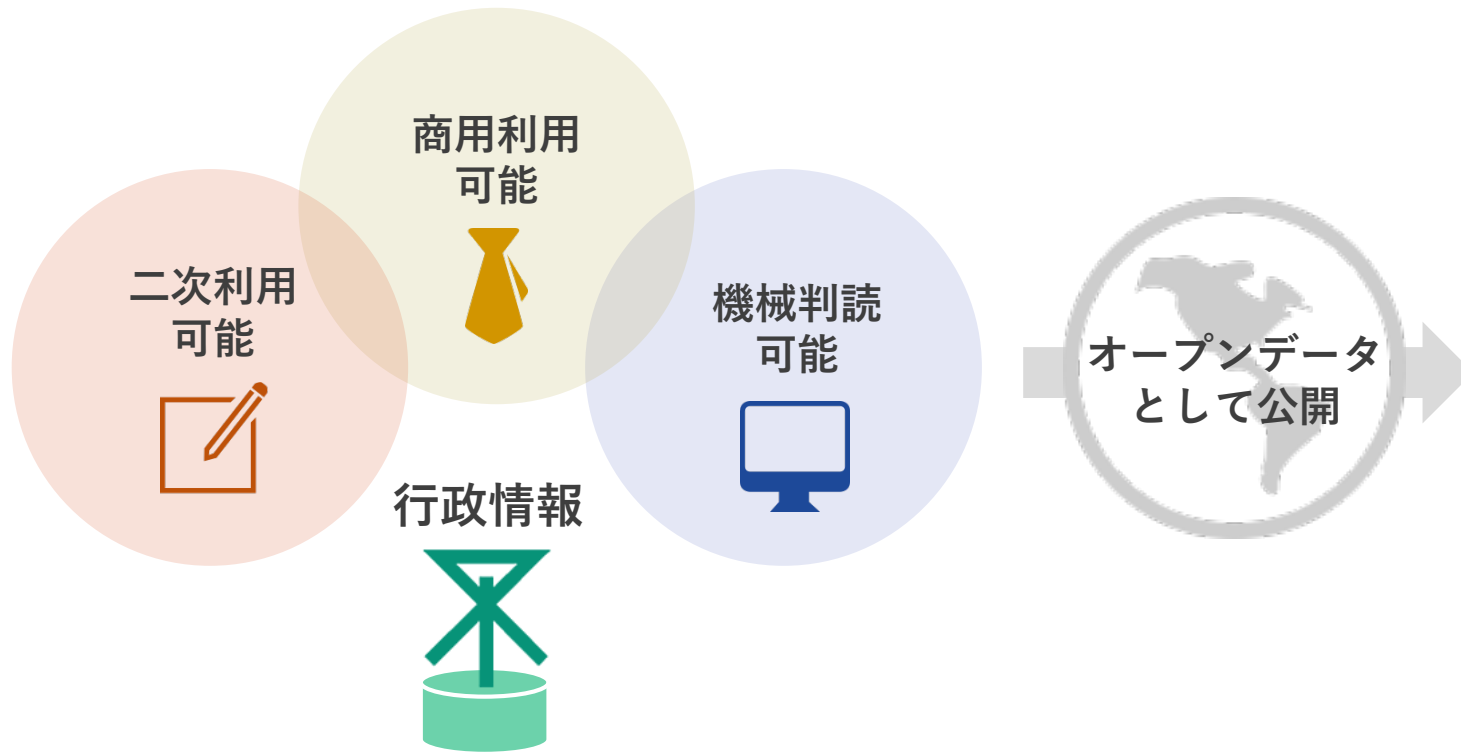 商用利用
可能
二次利用
可能
機械判読
可能
行政情報
オープンデータ
として公開